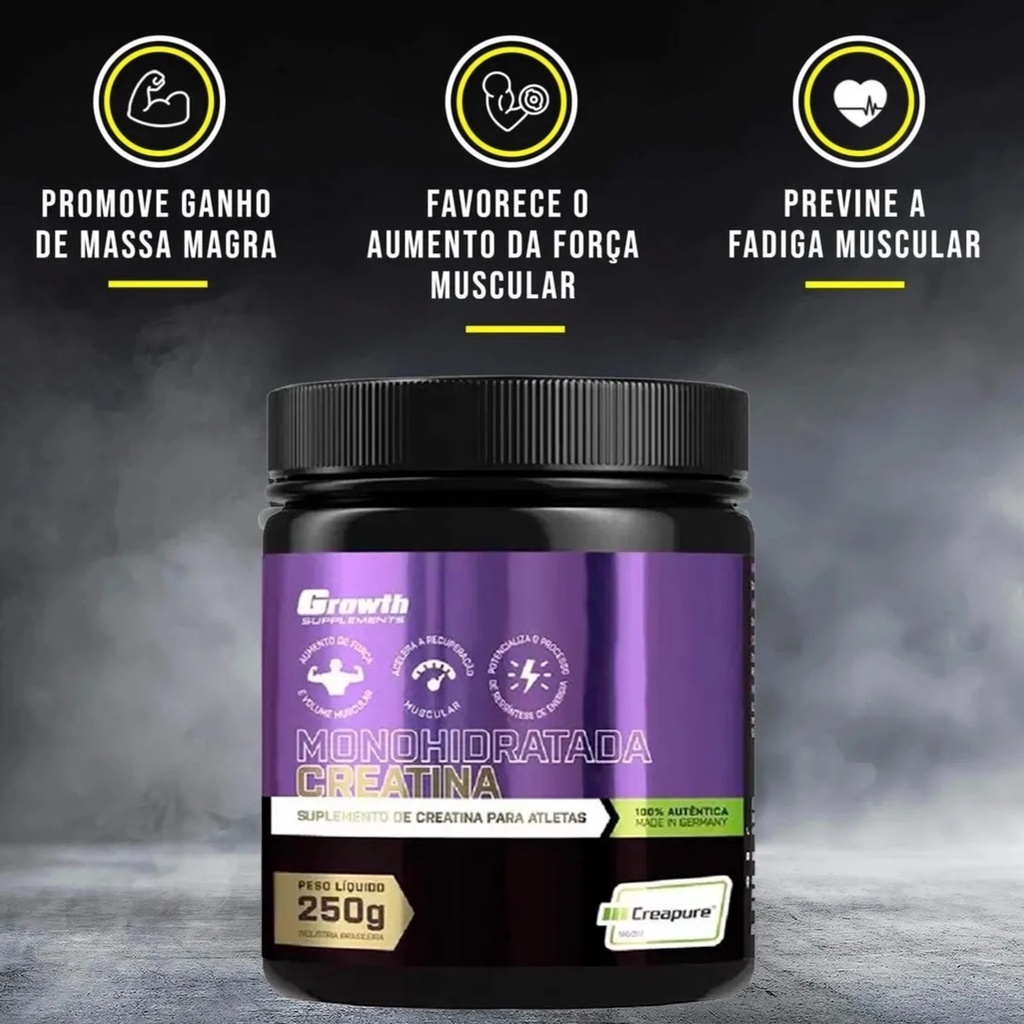 PROMOVE GANHO
DE MASSA MAGRA
FAVORECE O
AUMENTO DA FORÇA
MUSCULAR
PREVINE A
FADIGA MUSCULAR
Growth
SUPPLEMENTS
AUMENTO DE FORÇA
E VOLUME MUSCULAR
ACELERA A RECUPERAÇÃO
MUSCULAR
POTENCIALIZA O PROCESSO
DE RESSÍNTESE DE ENERGIA
MONOHIDRATADA
CREATINA
SUPLEMENTO DE CREATINA PARA ATLETAS
100% AUTÊNTICA
MADE IN GERMANY
PESO LÍQUIDO
250g
INDÚSTRIA BRASILEIRA
Creapure™